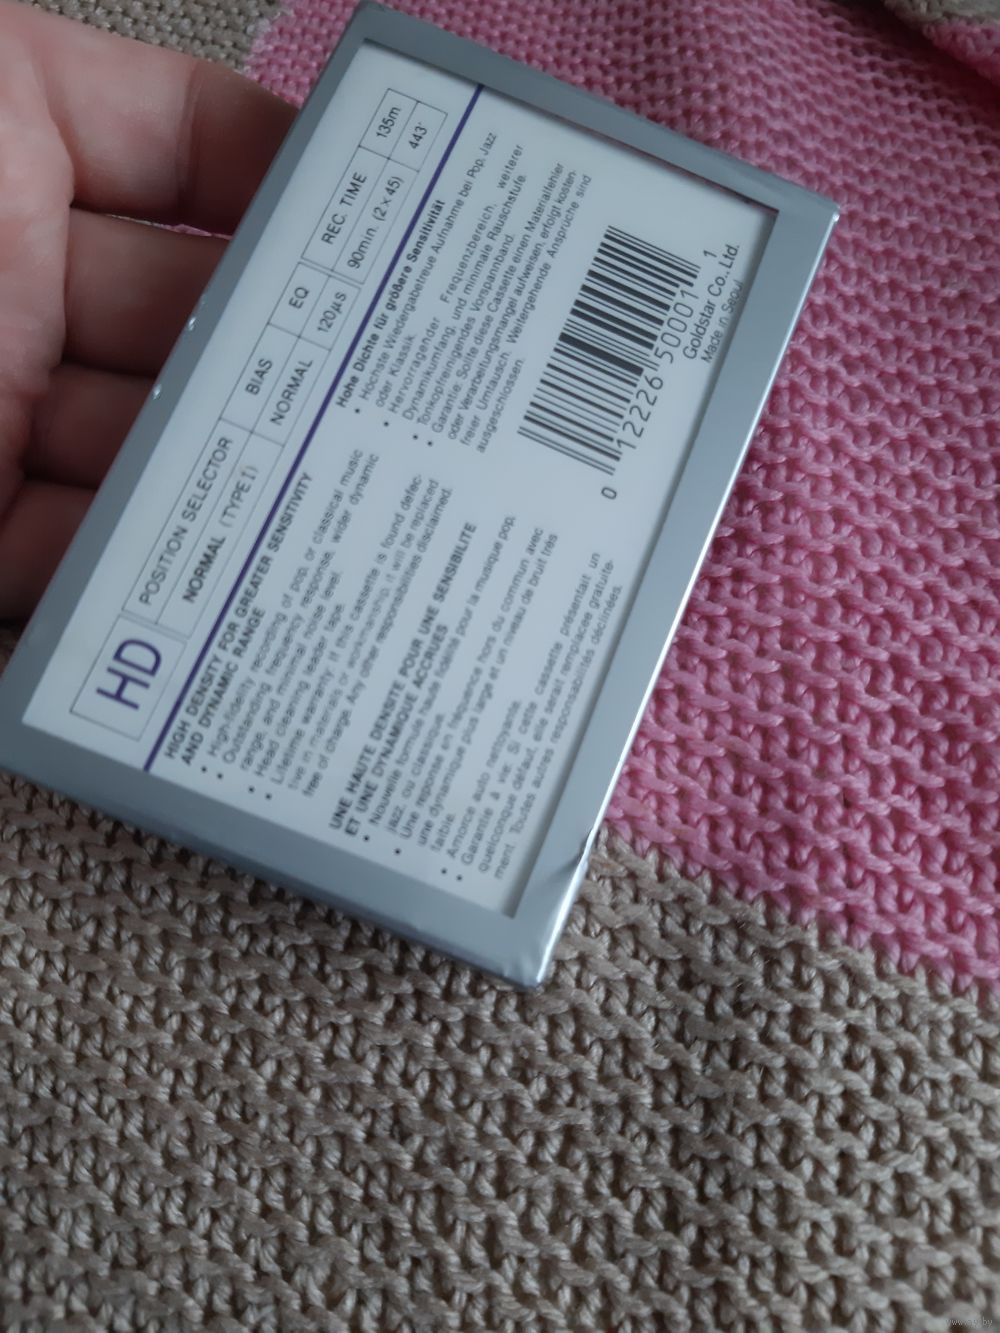 HD
POSITION SELECTOR
BIAS
EQ
REC. TIME
135m
NORMAL (TYPE I)
NORMAL
120µs
90min. (2×45)
443'
HIGH DENSITY FOR GREATER SENSITIVITY
AND DYNAMIC RANGE
• High-fidelity recording of pop, or classical music
• Outstanding frequency response, wider dynamic
range, and minimal noise level.
• Head cleaning leader tape.
• Lifetime warranty: If this cassette is found defec-
tive in materials or workmanship, it will be replaced
free of charge. Any other responsibilities disclaimed.
UNE HAUTE DENSITE POUR UNE SENSIBILITE
ET UNE DYNAMIQUE ACCRUES
• Nouvelle formule haute fidélité pour la musique pop,
jazz, ou classique.
• Une réponse en fréquence hors du commun avec
une dynamique plus large et un niveau de bruit très
faible.
• Amorce auto nettoyante.
• Garantie à vie: Si cette cassette présentait un
quelconque défaut, elle serait remplacée gratuite-
ment. Toutes autres responsabilités déclinées.
Hohe Dichte für größere Sensitivität
• Höchste Wiedergabetreue Aufnahme bei Pop, Jazz
oder Klassik.
• Hervorragender Frequenzbereich, weiterer
Dynamikumfang, und minimale Rauschstufe.
• Tonkopfreinigendes Vorspannband.
• Garantie: Sollte diese Cassette einen Materialfehler
oder Verarbeitungsmangel aufweisen, erfolgt kosten-
freier Umtausch. Weitergehende Ansprüche sind
ausgeschlossen.
0 12226 50001 1
Goldstar Co., Ltd.
Made in Seoul